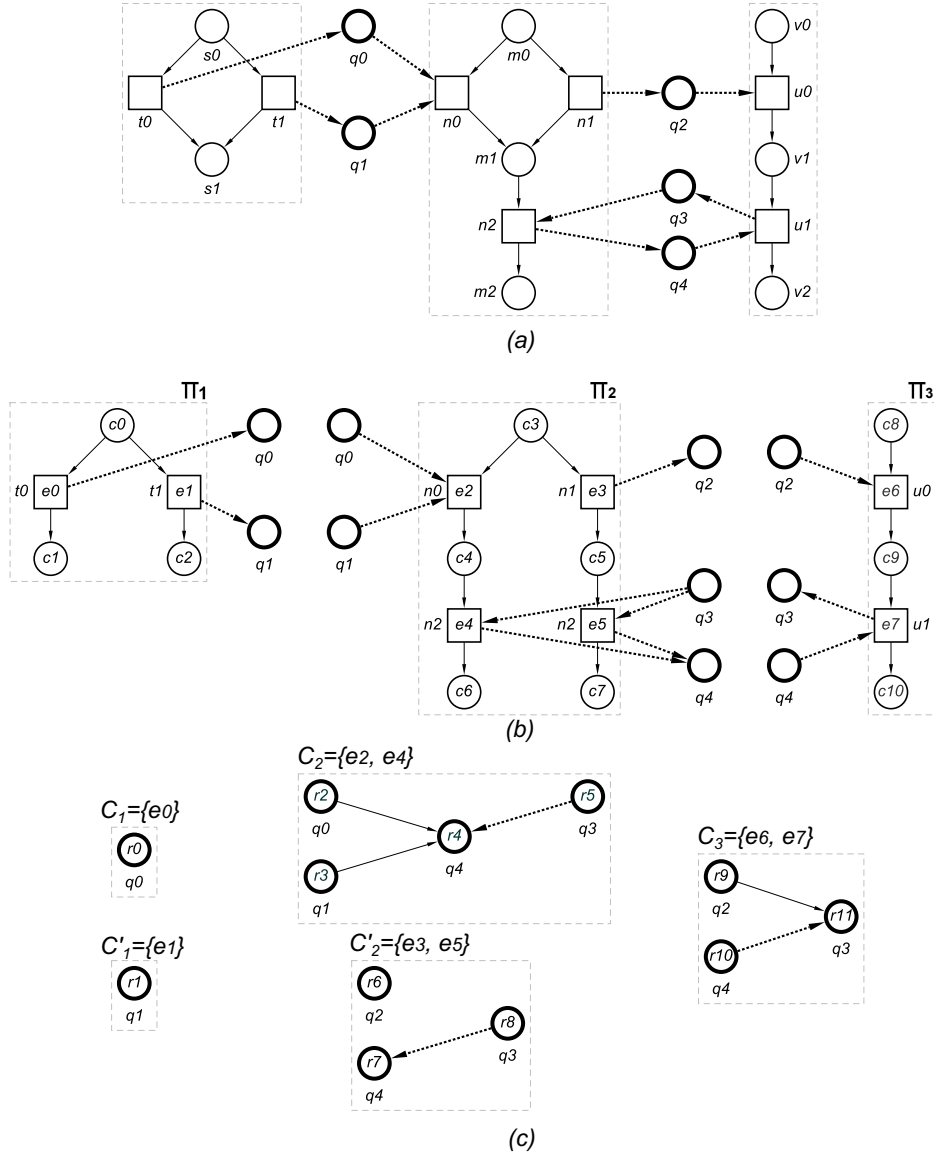 s0
q0
m0
v0
t0
t1
n0
n1
q2
u0
q1
s1
m1
v1
q3
n2
u1
q4
m2
v2
(a)
Π1
Π2
Π3
c0
q0
q0
c3
q2
q2
c8
t0
e0
t1
e1
n0
e2
n1
e3
e6
u0
c1
c2
q1
q1
c4
c5
q3
q3
c9
n2
e4
n2
e5
e7
u1
c6
c7
q4
q4
c10
(b)
C2={e2, e4}
r2
q0
r5
q3
r4
q4
r3
q1
C1={e0}
r0
q0
C3={e6, e7}
r9
q2
r11
q3
r10
q4
C'1={e1}
r1
q1
C'2={e3, e5}
r6
q2
r8
q3
r7
q4
(c)